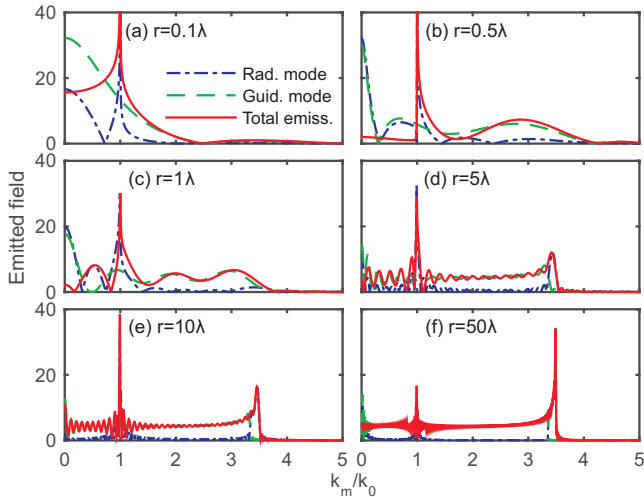 (a) r=0.1λ
(b) r=0.5λ
Rad. mode
Guid. mode
Total emiss.
40
20
0
(c) r=1λ
(d) r=5λ
Emitted field
40
20
0
(e) r=10λ
(f) r=50λ
40
20
0
0 1 2 3 4 5
0 1 2 3 4 5
k_m/k_0